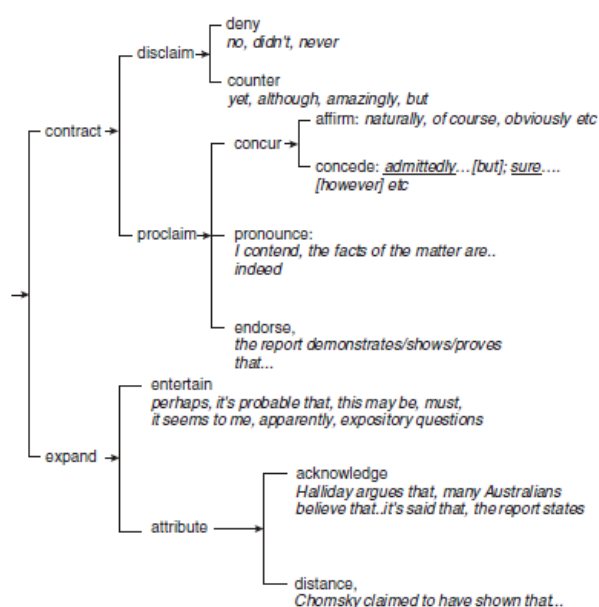 deny
no, didn't, never
disclaim
counter
yet, although, amazingly, but
affirm: naturally, of course, obviously etc
contract
concur
concede: admittedly…[but]; sure….
[however] etc
proclaim
pronounce:
I contend, the facts of the matter are..
indeed
endorse,
the report demonstrates/shows/proves
that...
entertain
perhaps, it's probable that, this may be, must,
it seems to me, apparently, expository questions
expand
acknowledge
Halliday argues that, many Australians
believe that..it's said that, the report states
attribute
distance,
Chomsky claimed to have shown that...